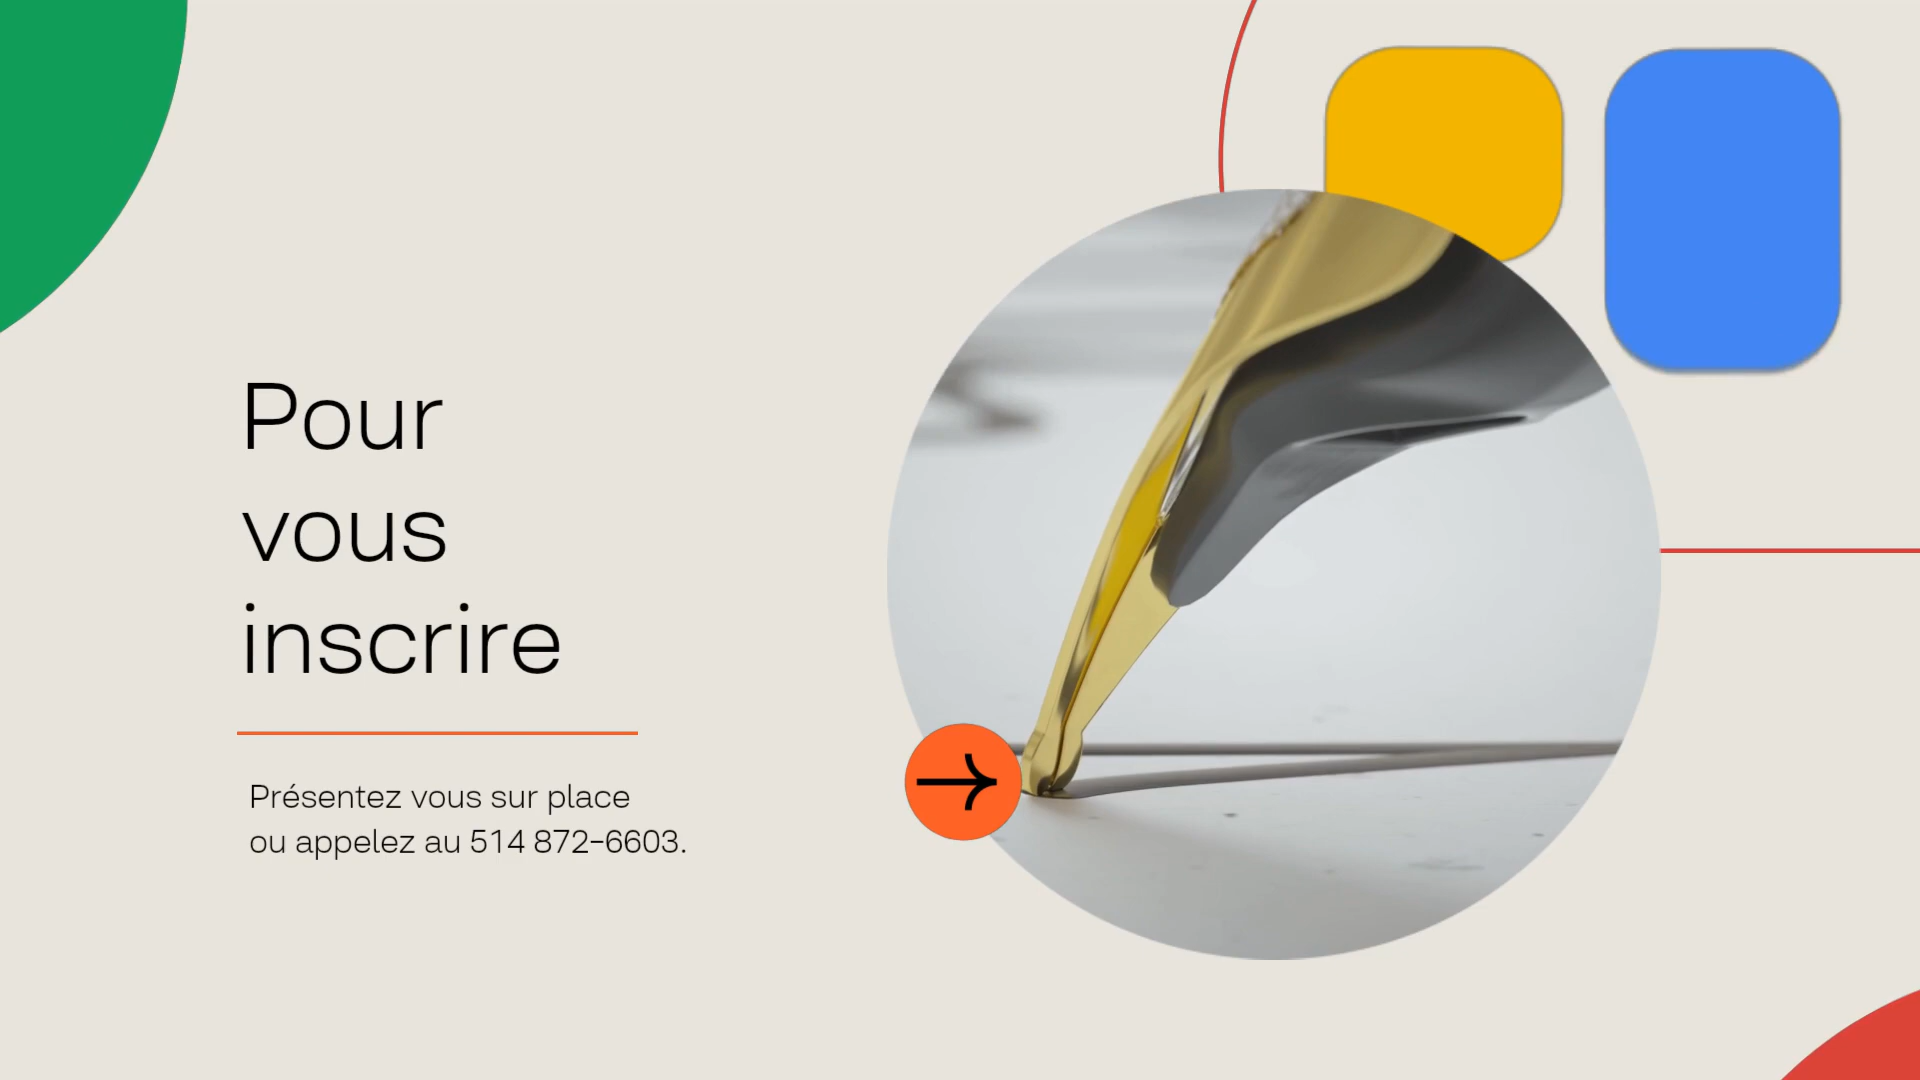 Pour
vous
inscrire
Présentez vous sur place
ou appelez au 514 872-6603.